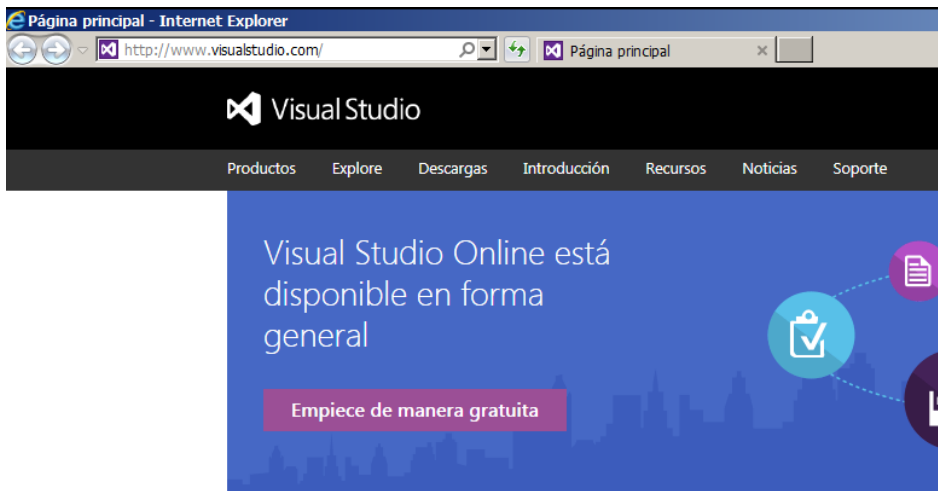 Página principal - Internet Explorer
http://www.visualstudio.com/ Página principal
Visual Studio
Productos Explore Descargas Introducción Recursos Noticias Soporte
Visual Studio Online está
disponible en forma
general
Empiece de manera gratuita